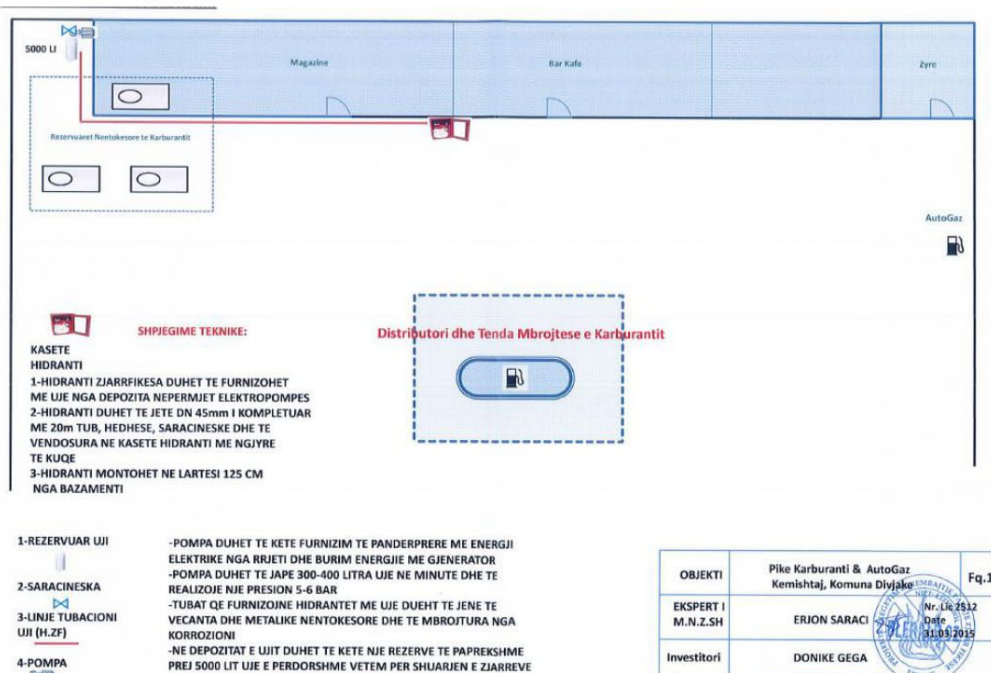 5000 LI
Magazine
Bar Kafe
Zyre
Rezervuaret Nentokesore te Karburantit
AutoGaz
SHPJEGIME TEKNIKE:
Distributori dhe Tenda Mbrojtese e Karburantit
KASETE
HIDRANTI
1-HIDRANTI ZJARRFIKESA DUHET TE FURNIZOHET
ME UJE NGA DEPOZITA NEPERMJET ELEKTROPOMPES
2-HIDRANTI DUHET TE JETE DN 45mm I KOMPLETUAR
ME 20m TUB, HEDHESE, SARACINESKE DHE TE
VENDOSURA NE KASETE HIDRANTI ME NGJYRE
TE KUQE
3-HIDRANTI MONTOHET NE LARTESI 125 CM
NGA BAZAMENTI
1-REZERVUAR UJI
2-SARACINESKA
3-LINJE TUBACIONI
UJI (H.ZF)
4-POMPA
-POMPA DUHET TE KETE FURNIZIM TE PANDERPRERE ME ENERGJI
ELEKTRIKE NGA RRJETI DHE BURIM ENERGJIE ME GJENERATOR
-POMPA DUHET TE JAPE 300-400 LITRA UJE NE MINUTE DHE TE
REALIZOJE NJE PRESION 5-6 BAR
-TUBAT QE FURNIZOJNE HIDRANTET ME UJE DUEHT TE JENE TE
VECANTA DHE METALIKE NENTOKESORE DHE TE MBROJTURA NGA
KORROZIONI
-NE DEPOZITAT E UJIT DUHET TE KETE NJE REZERVE TE PAPREKSHME
PREJ 5000 LIT UJE E PERDORSHME VETEM PER SHUARJEN E ZJARREVE
OBJEKTI
Pike Karburanti & AutoGaz
Kemishtaj, Komuna Divjake
Fq.1
EKSPERT I
M.N.Z.SH
ERJON SARACI
Nr. Lic 2512
Date
31.03.2015
Investitori
DONIKE GEGA